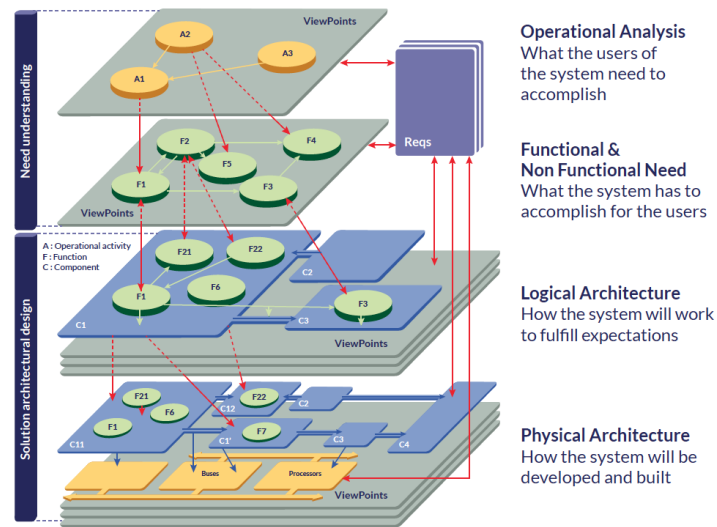 Need understanding
ViewPoints
A2
A3
A1
Reqs
Operational Analysis
What the users of
the system need to
accomplish
F2
F4
F5
F1
F3
ViewPoints
Functional &
Non Functional Need
What the system has to
accomplish for the users
Solution architectural design
A : Operational activity
F : Function
C : Component
F21
F22
C2
F6
F1
F3
C1
C3
ViewPoints
Logical Architecture
How the system will work
to fulfill expectations
F21
F22
C2
C12
F6
F1
F7
C11
C1'
C3
C4
Buses
Processors
ViewPoints
Physical Architecture
How the system will be
developed and built